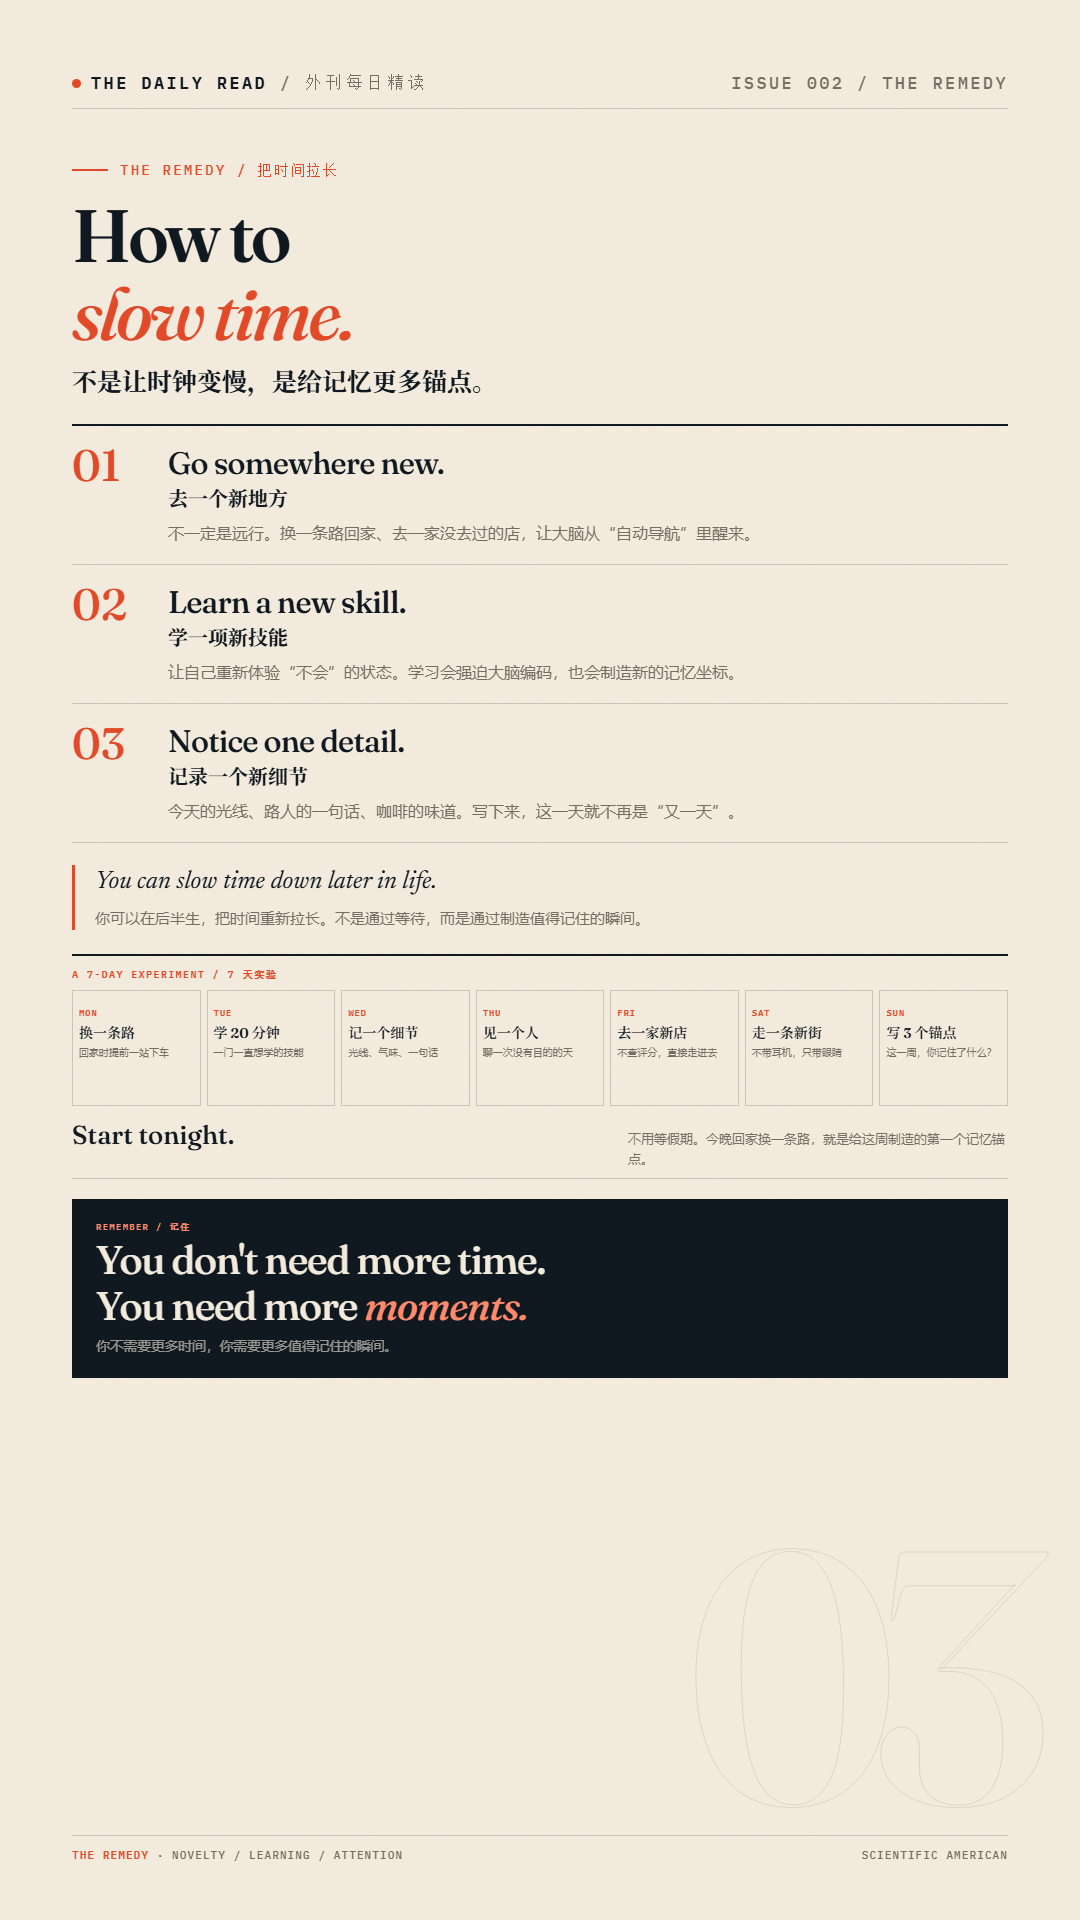 THE DAILY READ / 外刊每日精读
ISSUE 002 / THE REMEDY
THE REMEDY / 把时间拉长
How to
slow time.
不是让时钟变慢，是给记忆更多锚点。
01
Go somewhere new.
去一个新地方
不一定是远行。换一条路回家、去一家没去过的店，让大脑从“自动导航”里醒来。
02
Learn a new skill.
学一项新技能
让自己重新体验“不会”的状态。学习会强迫大脑编码，也会制造新的记忆坐标。
03
Notice one detail.
记录一个新细节
今天的光线、路人的一句话、咖啡的味道。写下来，这一天就不再是“又一天”。
You can slow time down later in life.
你可以在后半生，把时间重新拉长。不是通过等待，而是通过制造值得记住的瞬间。
A 7-DAY EXPERIMENT / 7 天实验
MON
换一条路
回家时提前一站下车
TUE
学 20 分钟
一门一直想学的技能
WED
记一个细节
光线、气味、一句话
THU
见一个人
聊一次没有目的的天
FRI
去一家新店
不查评分，直接走进去
SAT
走一条新街
不带耳机，只带眼睛
SUN
写 3 个锚点
这一周，你记住了什么？
Start tonight.
不用等假期。今晚回家换一条路，就是给这周制造的第一个记忆锚
点。
REMEMBER / 记住
You don't need more time.
You need more moments.
你不需要更多时间，你需要更多值得记住的瞬间。
03
THE REMEDY · NOVELTY / LEARNING / ATTENTION
SCIENTIFIC AMERICAN